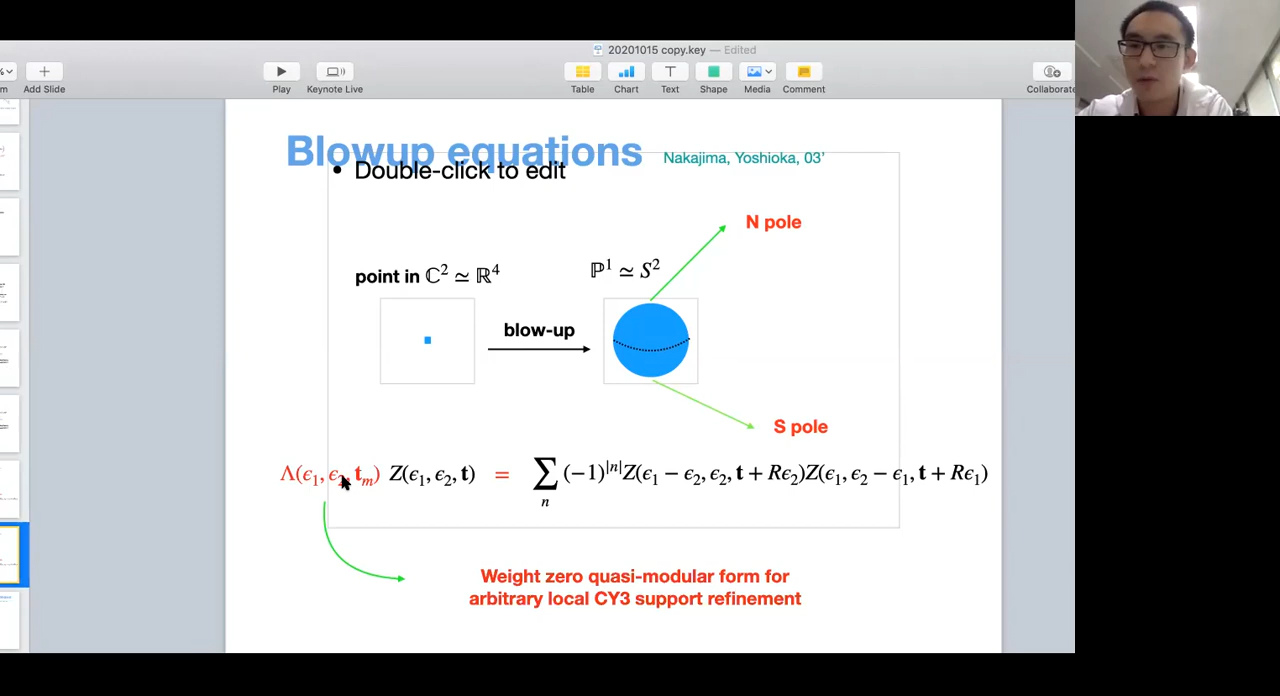 20201015 copy.key — Edited
%
m
Add Slide
Play
Keynote Live
Table
Chart
Text
Shape
Media
Comment
Collaborate
Blowup equations
Nakajima, Yoshioka, 03'
• Double-click to edit
N pole
point in ℂ² ≃ ℝ⁴
ℙ¹ ≃ S²
blow-up
S pole
Λ(ϵ₁, ϵ₂, 𝐭ₘ) Z(ϵ₁, ϵ₂, 𝐭) = ∑ₙ (−1)^|n| Z(ϵ₁ − ϵ₂, ϵ₂, 𝐭 + Rϵ₂)Z(ϵ₁, ϵ₂ − ϵ₁, 𝐭 + Rϵ₁)
Weight zero quasi-modular form for
arbitrary local CY3 support refinement